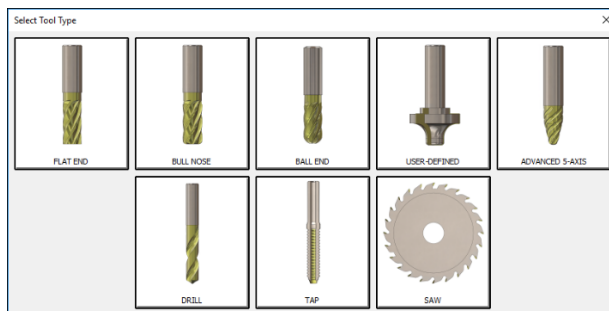 Select Tool Type
FLAT END
BULL NOSE
BALL END
USER-DEFINED
ADVANCED 5-AXIS
DRILL
TAP
SAW